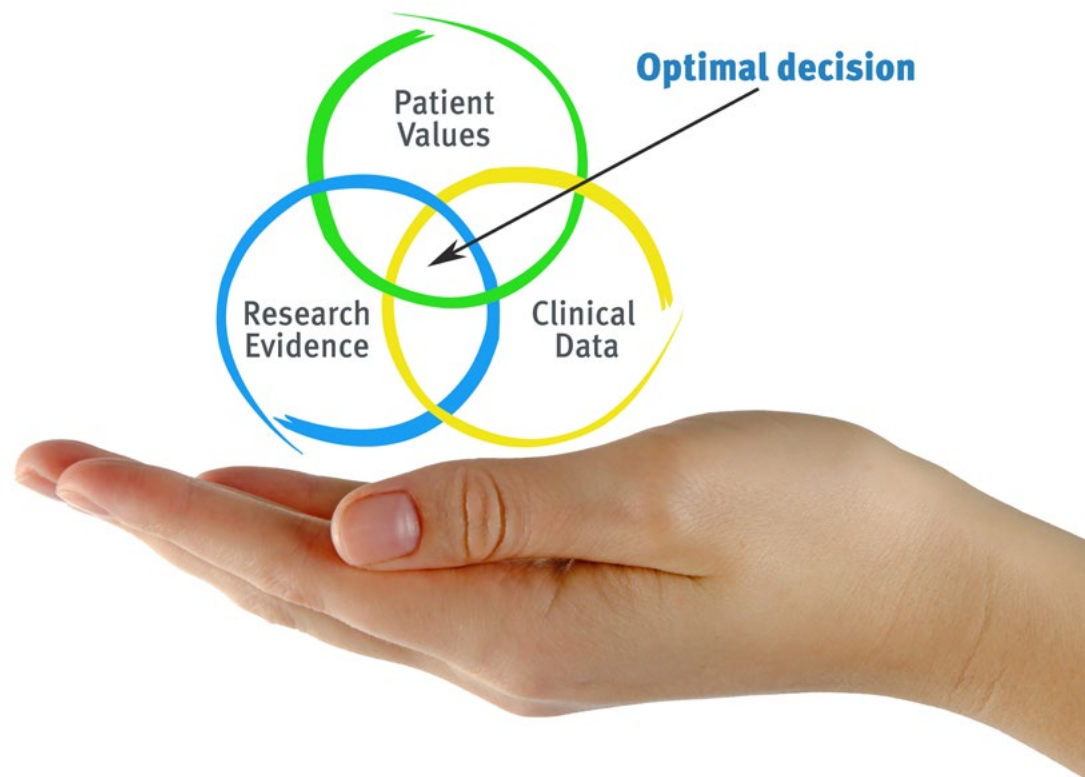 Optimal decision
Patient
Values
Research
Evidence
Clinical
Data